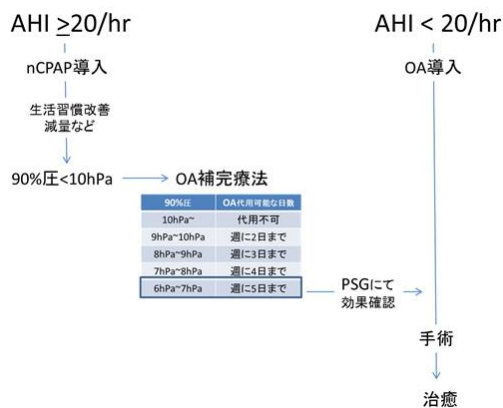 AHI ≥20/hr
nCPAP導入
生活習慣改善
減量など
90%圧<10hPa
OA補完療法
90%圧 OA代用可能な日数
10hPa~ 代用不可
9hPa~10hPa 週に2日まで
8hPa~9hPa 週に3日まで
7hPa~8hPa 週に4日まで
6hPa~7hPa 週に5日まで
PSGにて
効果確認
AHI < 20/hr
OA導入
手術
治癒